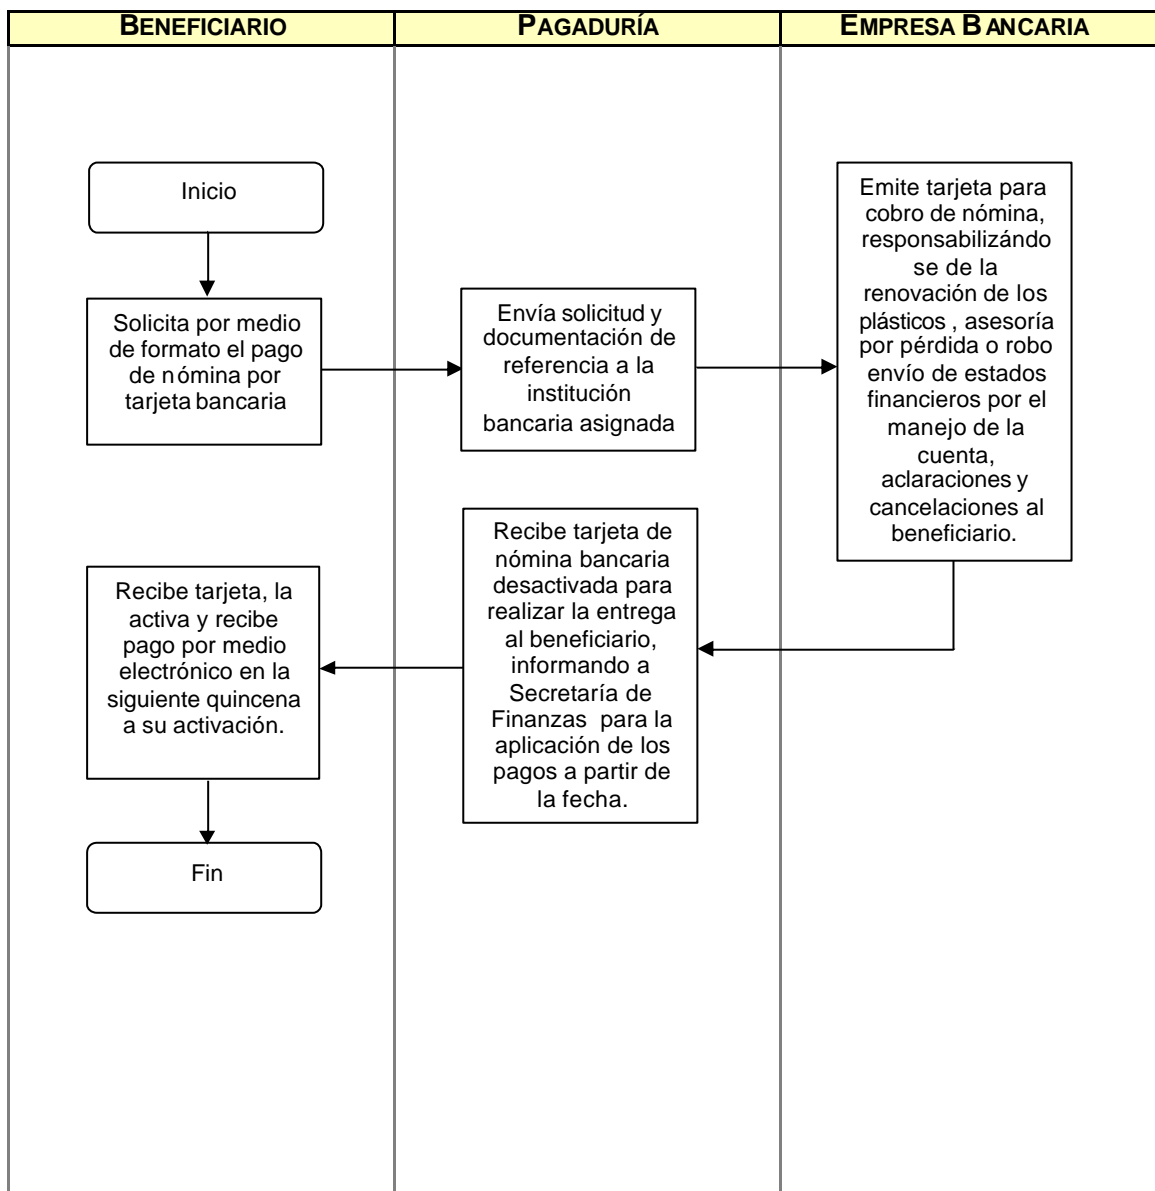 BENEFICIARIO
PAGADURÍA
EMPRESA BANCARIA
Inicio
Solicita por medio
de formato el pago
de nómina por
tarjeta bancaria
Envía solicitud y
documentación de
referencia a la
institución
bancaria asignada
Emite tarjeta para
cobro de nómina,
responsabilizándo
se de la
renovación de los
plásticos , asesoría
por pérdida o robo
envío de estados
financieros por el
manejo de la
cuenta,
aclaraciones y
cancelaciones al
beneficiario.
Recibe tarjeta de
nómina bancaria
desactivada para
realizar la entrega
al beneficiario,
informando a
Secretaría de
Finanzas para la
aplicación de los
pagos a partir de
la fecha.
Recibe tarjeta, la
activa y recibe
pago por medio
electrónico en la
siguiente quincena
a su activación.
Fin